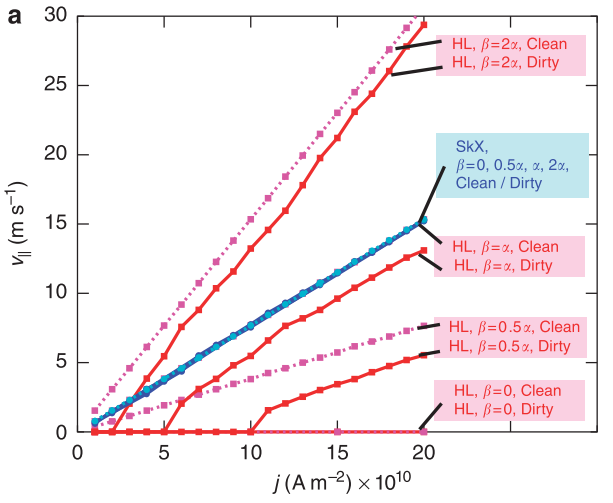 a
30
25
20
15
10
5
0
v∥ (m s⁻¹)
0
5
10
15
20
j (A m⁻²) × 10¹⁰
HL, β=2α, Clean
HL, β=2α, Dirty
SkX,
β=0, 0.5α, α, 2α,
Clean / Dirty
HL, β=α, Clean
HL, β=α, Dirty
HL, β=0.5α, Clean
HL, β=0.5α, Dirty
HL, β=0, Clean
HL, β=0, Dirty